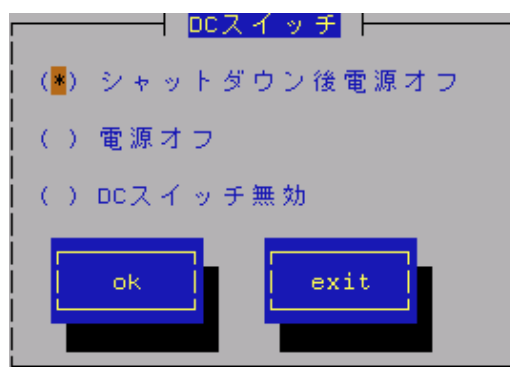 DCスイッチ
(*) シャットダウン後電源オフ
( ) 電源オフ
( ) DCスイッチ無効
ok exit